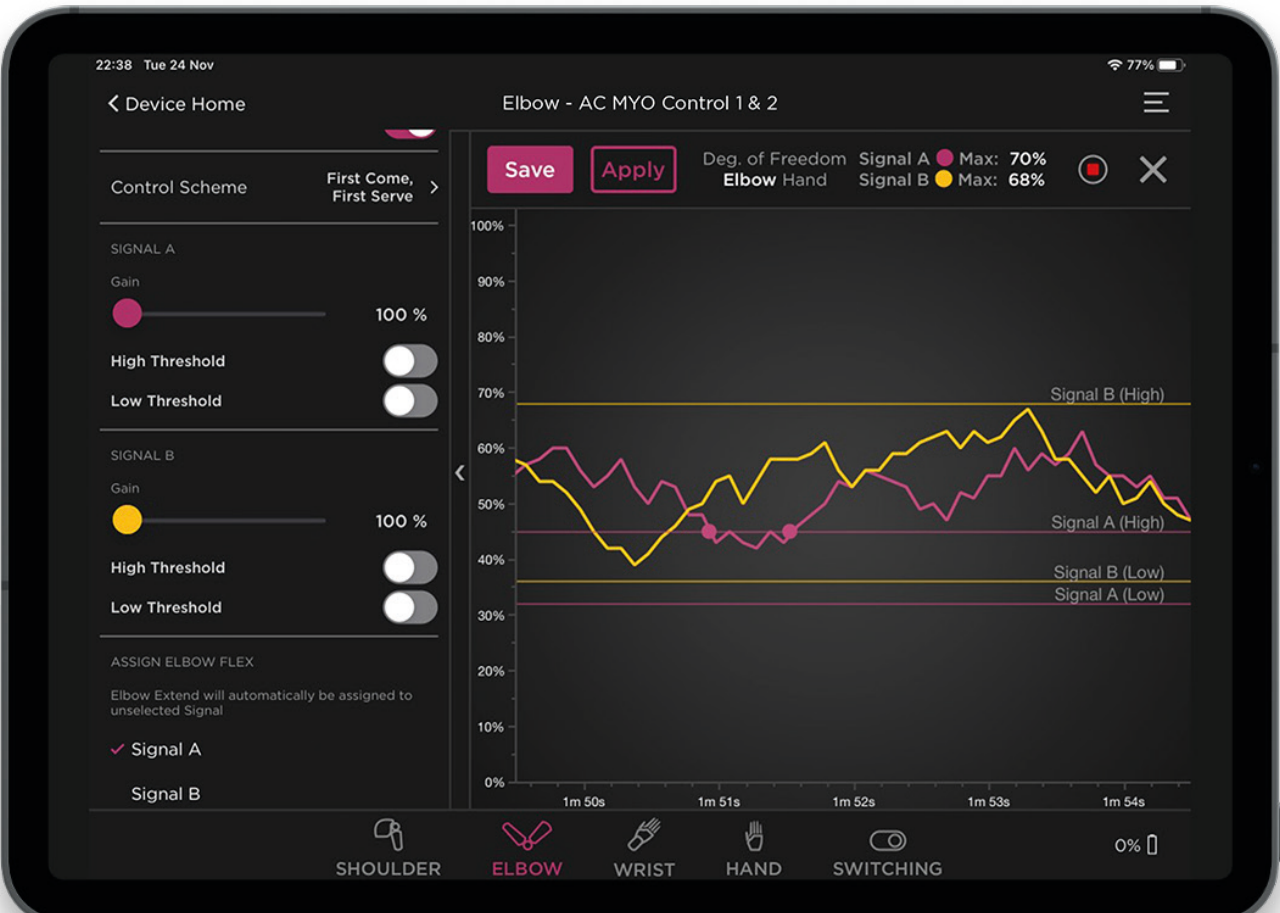 22:38 Tue 24 Nov
77%
Device Home
Elbow - AC MYO Control 1 & 2
Control Scheme
First Come,
First Serve
SIGNAL A
Gain
100 %
High Threshold
Low Threshold
SIGNAL B
Gain
100 %
High Threshold
Low Threshold
ASSIGN ELBOW FLEX
Elbow Extend will automatically be assigned to
unselected Signal
Signal A
Signal B
Save
Apply
Deg. of Freedom
Elbow Hand
Signal A Max: 70%
Signal B Max: 68%
100%
90%
80%
70%
60%
50%
40%
30%
20%
10%
0%
Signal B (High)
Signal A (High)
Signal B (Low)
Signal A (Low)
1m 50s
1m 51s
1m 52s
1m 53s
1m 54s
SHOULDER
ELBOW
WRIST
HAND
SWITCHING
0%